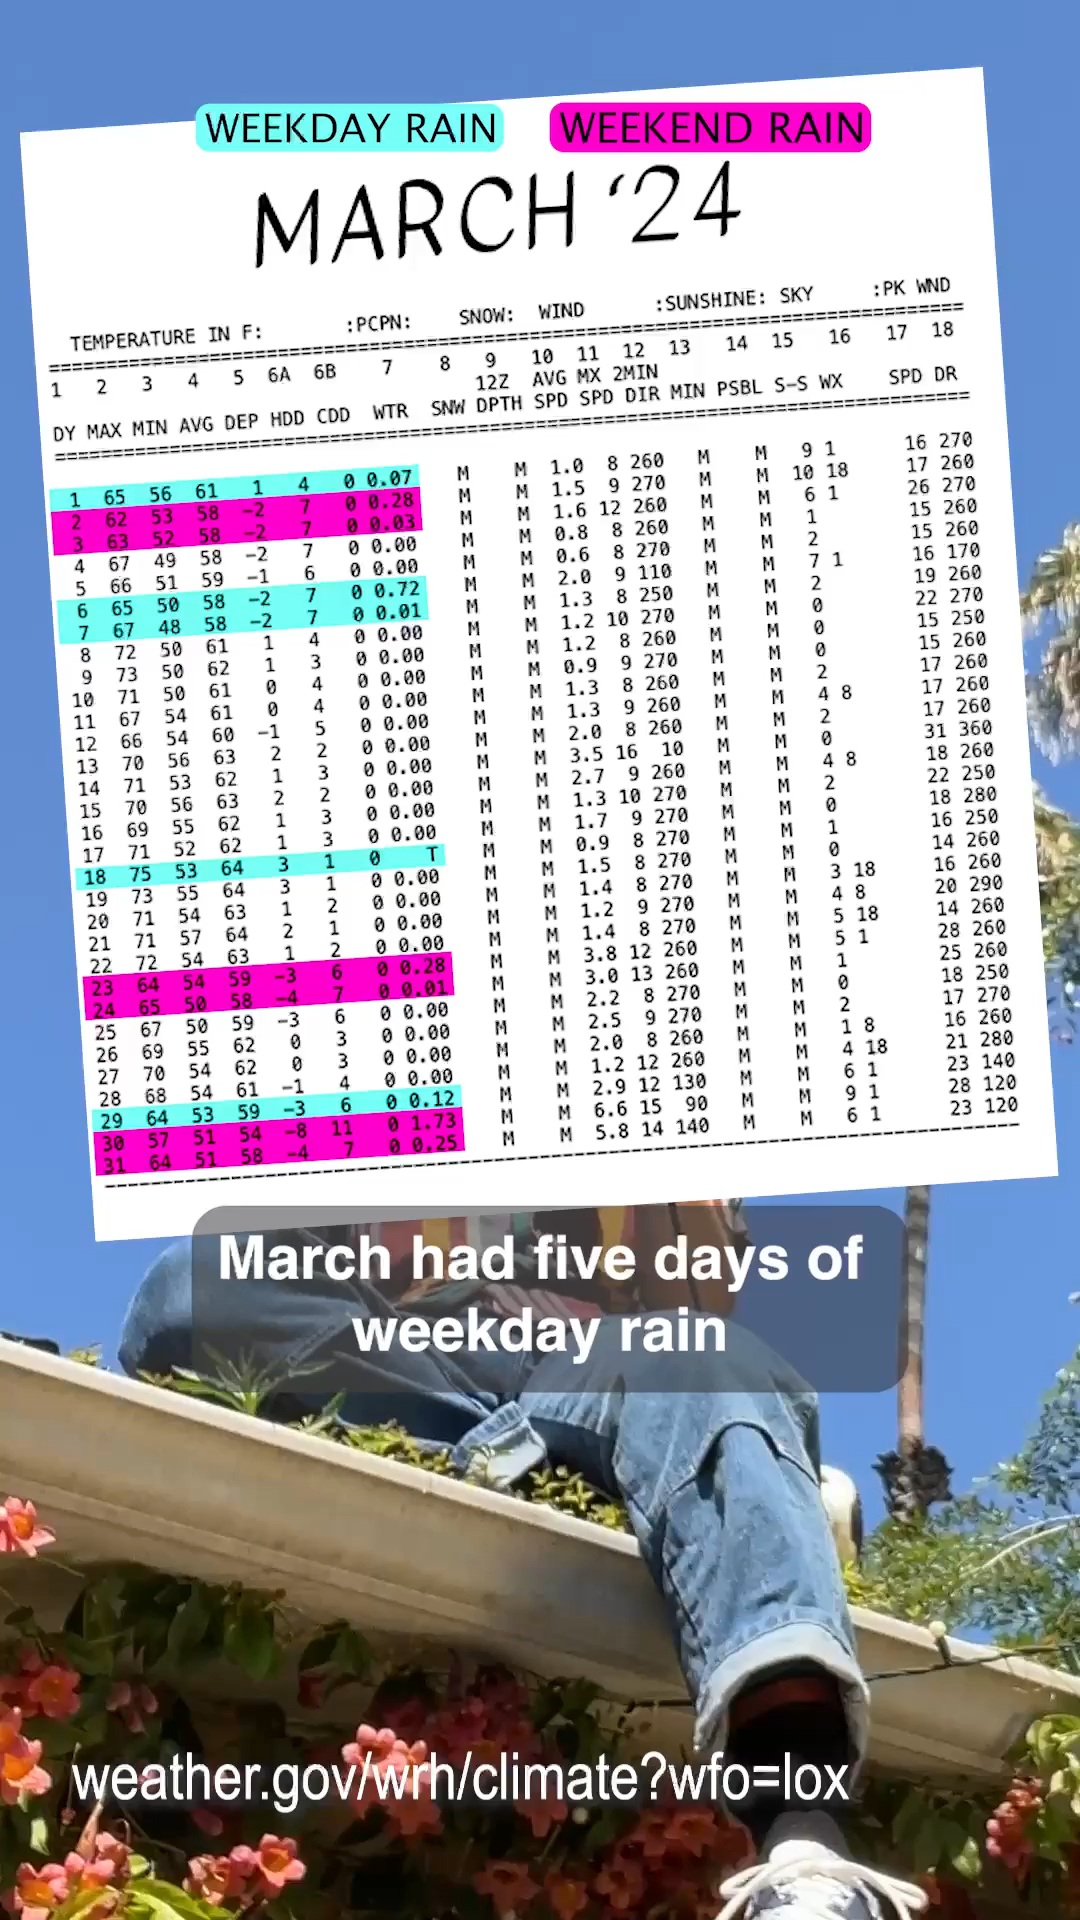 WEEKDAY RAIN WEEKEND RAIN
MARCH ‘24
TEMPERATURE IN F: :PCPN: SNOW: WIND :SUNSHINE: SKY :PK WND
1 2 3 4 5 6A 6B 7 8 9 10 11 12 13 14 15 16 17 18
12Z AVG MX 2MIN
DY MAX MIN AVG DEP HDD CDD WTR SNW DPTH SPD SPD DIR MIN PSBL S-S WX SPD DR
1 65 56 61 1 4 0 0.07 M M 1.0 8 260 M M 9 1 16 270
2 62 53 58 -2 7 0 0.28 M M 1.5 9 270 M M 10 18 17 260
3 63 52 58 -2 7 0 0.03 M M 1.6 12 260 M M 6 1 26 270
4 67 49 58 -2 7 0 0.00 M M 0.8 8 260 M M 1 15 260
5 66 51 59 -1 6 0 0.00 M M 0.6 8 270 M M 2 15 260
6 65 50 58 -2 7 0 0.72 M M 2.0 9 110 M M 7 1 16 170
7 67 48 58 -2 7 0 0.01 M M 1.3 8 250 M M 2 19 260
8 72 50 61 1 4 0 0.00 M M 1.2 10 270 M M 0 22 270
9 73 50 62 1 3 0 0.00 M M 1.2 8 260 M M 0 15 250
10 71 50 61 0 4 0 0.00 M M 0.9 9 270 M M 0 15 260
11 67 54 61 0 4 0 0.00 M M 1.3 8 260 M M 2 17 260
12 66 54 60 -1 5 0 0.00 M M 1.3 9 260 M M 4 8 17 260
13 70 56 63 2 2 0 0.00 M M 2.0 8 260 M M 2 17 260
14 71 53 62 1 3 0 0.00 M M 3.5 16 10 M M 0 31 360
15 70 56 63 2 2 0 0.00 M M 2.7 9 260 M M 4 8 18 260
16 69 55 62 1 3 0 0.00 M M 1.3 10 270 M M 2 22 250
17 71 52 62 1 3 0 0.00 M M 1.7 9 270 M M 0 18 280
18 75 53 64 3 1 0 T M M 0.9 8 270 M M 1 16 250
19 73 55 64 3 1 0 0.00 M M 1.5 8 270 M M 0 14 260
20 71 54 63 1 2 0 0.00 M M 1.4 8 270 M M 3 18 16 260
21 71 57 64 2 1 0 0.00 M M 1.2 9 270 M M 4 8 20 290
22 72 54 63 1 2 0 0.00 M M 1.4 8 270 M M 5 18 14 260
23 64 54 59 -3 6 0 0.28 M M 3.8 12 260 M M 5 1 28 260
24 65 50 58 -4 7 0 0.01 M M 3.0 13 260 M M 1 25 260
25 67 50 59 -3 6 0 0.00 M M 2.2 8 270 M M 0 18 250
26 69 55 62 0 3 0 0.00 M M 2.5 9 270 M M 2 17 270
27 70 54 62 0 3 0 0.00 M M 2.0 8 260 M M 1 8 16 260
28 68 54 61 -1 4 0 0.00 M M 1.2 12 260 M M 4 18 21 280
29 64 53 59 -3 6 0 0.12 M M 2.9 12 130 M M 6 1 23 140
30 57 51 54 -8 11 0 1.73 M M 6.6 15 90 M M 9 1 28 120
31 64 51 58 -4 7 0 0.25 M M 5.8 14 140 M M 6 1 23 120
March had five days of
weekday rain
weather.gov/wrh/climate?wfo=lox